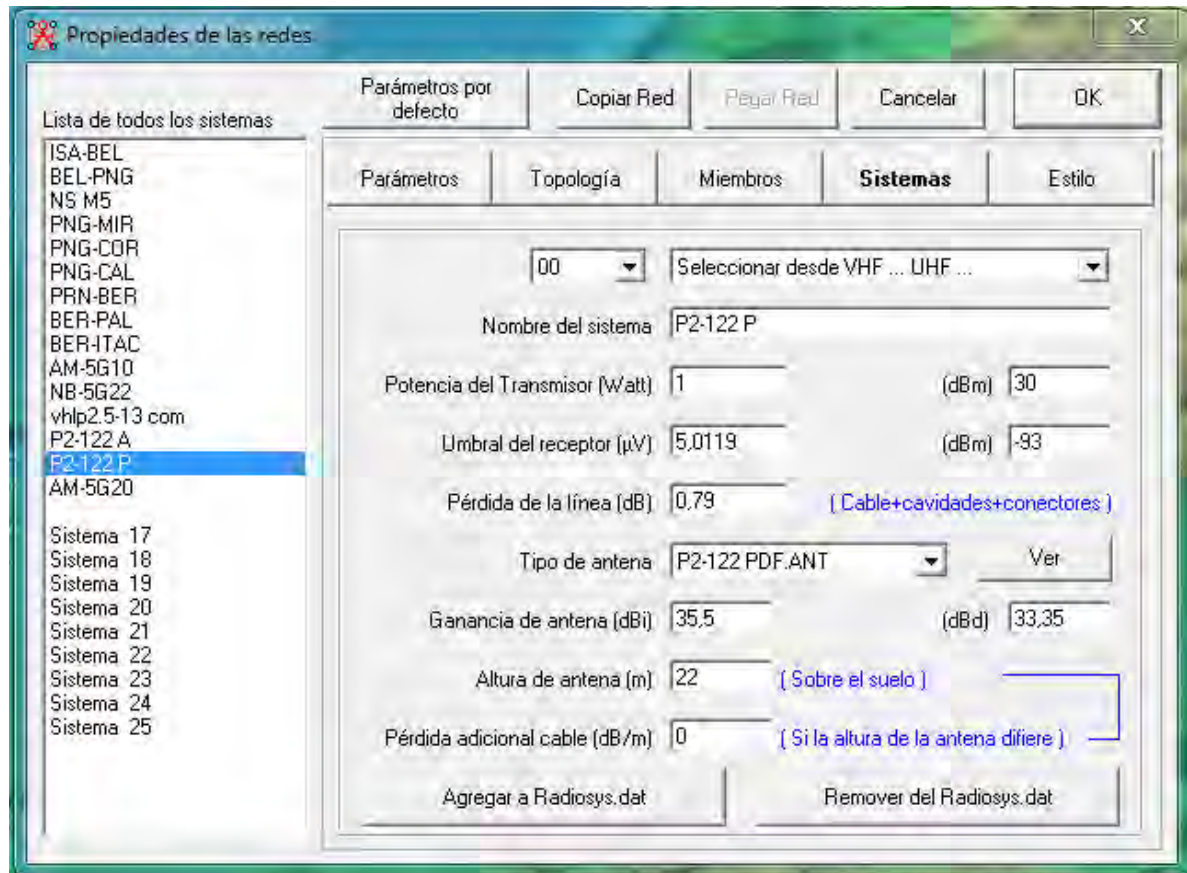 Propiedades de las redes
X
Lista de todos los sistemas
ISA-BEL
BEL-PNG
NS M5
PNG-MIR
PNG-COR
PNG-CAL
PRN-BER
BER-PAL
BER-ITAC
AM-5G10
NB-5G22
vhlp2.5-13 com
P2-122 A
P2-122 P
AM-5G20
Sistema 17
Sistema 18
Sistema 19
Sistema 20
Sistema 21
Sistema 22
Sistema 23
Sistema 24
Sistema 25
Parámetros por defecto
Copiar Red
Pegar Red
Cancelar
OK
Parámetros
Topología
Miembros
Sistemas
Estilo
00
Seleccionar desde VHF ... UHF ...
Nombre del sistema P2-122 P
Potencia del Transmisor (Watt) 1 (dBm) 30
Umbral del receptor (µV) 5,0119 (dBm) -93
Pérdida de la línea (dB) 0,79 ( Cable+cavidades+conectores )
Tipo de antena P2-122 PDF.ANT Ver
Ganancia de antena (dBi) 35,5 (dBd) 33,35
Altura de antena (m) 22 ( Sobre el suelo )
Pérdida adicional cable (dB/m) 0 ( Si la altura de la antena difiere )
Agregar a Radiosys.dat
Remover del Radiosys.dat